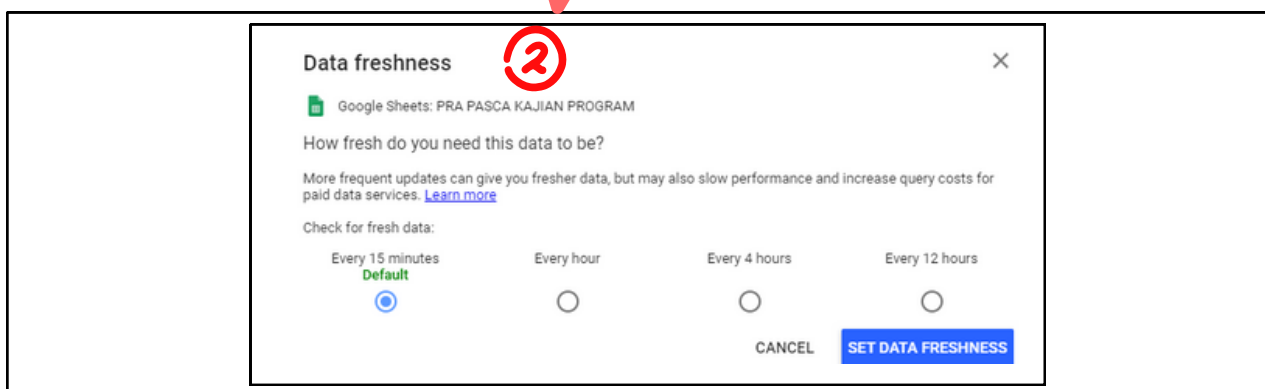 Data freshness
2
Google Sheets: PRA PASCA KAJIAN PROGRAM
How fresh do you need this data to be?
More frequent updates can give you fresher data, but may also slow performance and increase query costs for
paid data services. Learn more
Check for fresh data:
Every 15 minutes Every hour Every 4 hours Every 12 hours
Default
CANCEL SET DATA FRESHNESS